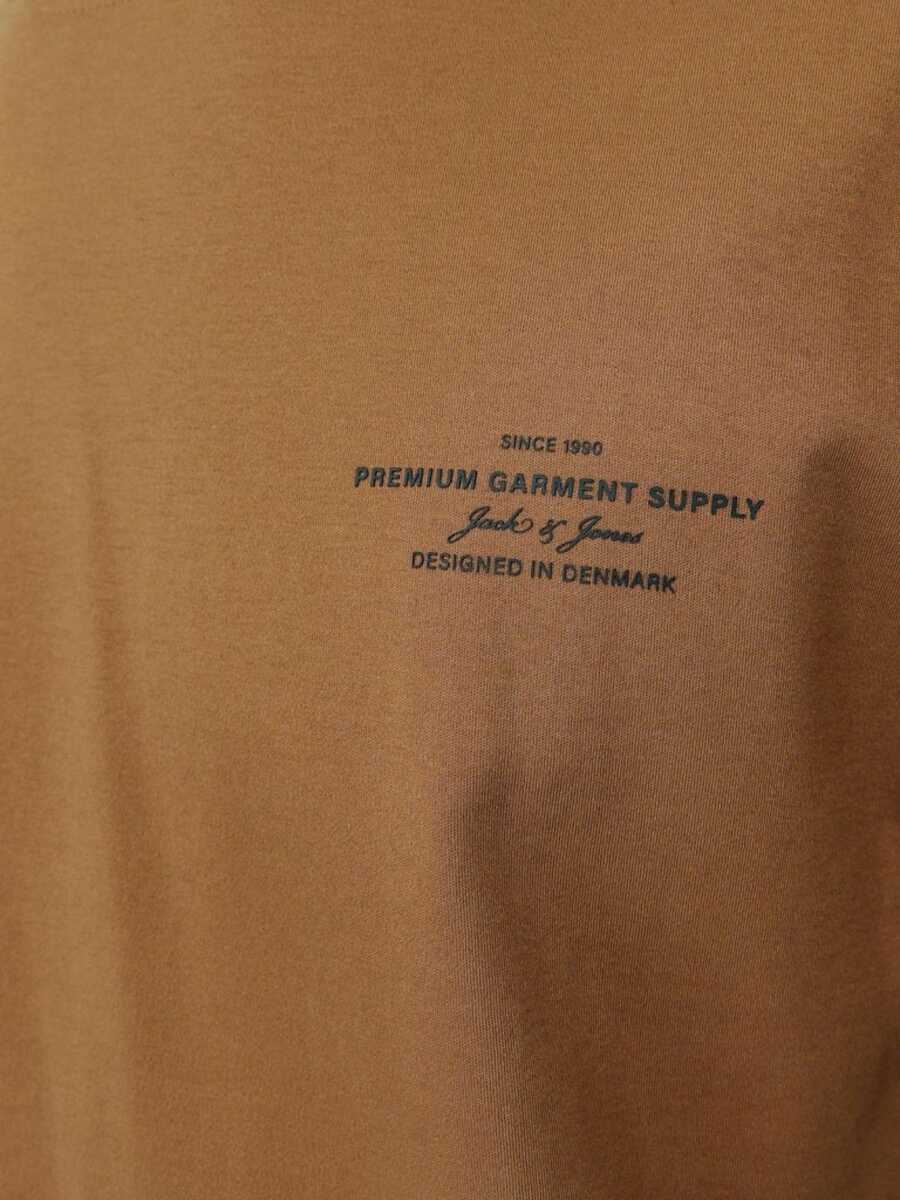 SINCE 1990
PREMIUM GARMENT SUPPLY
Jack & Jones
DESIGNED IN DENMARK